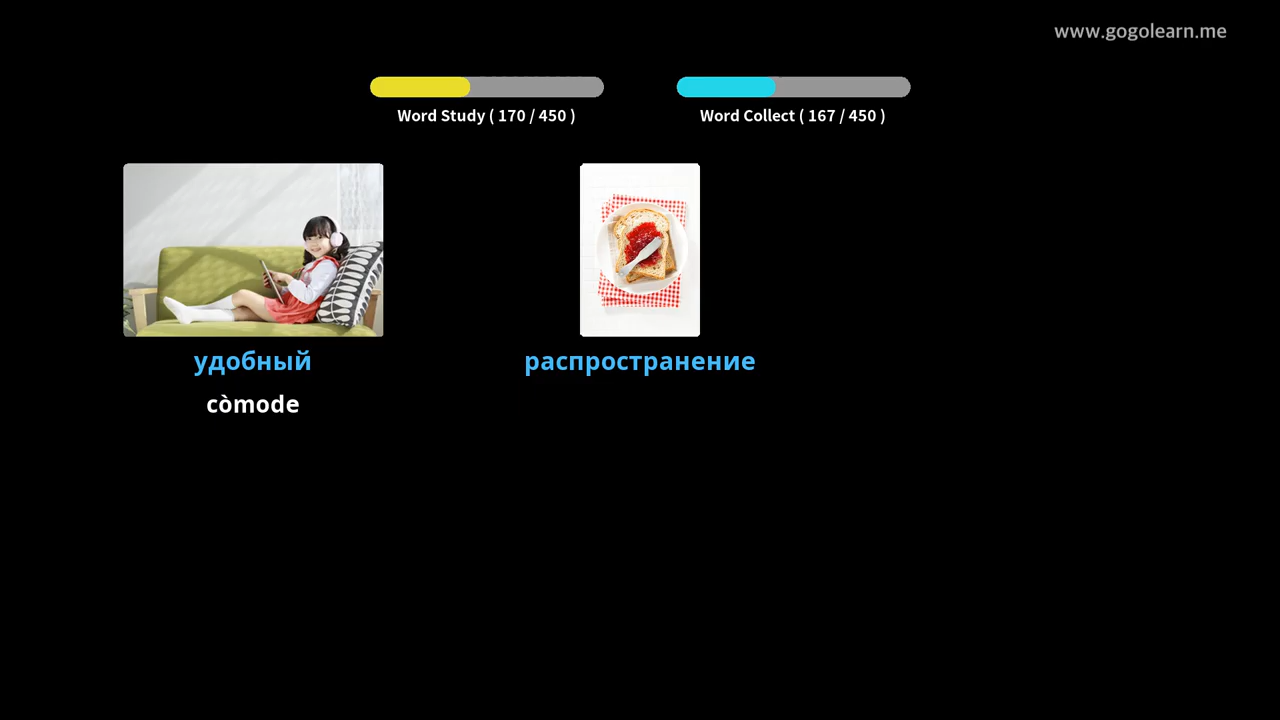 www.gogolearn.me
Word Study ( 170 / 450 )
Word Collect ( 167 / 450 )
удобный
распространение
còmode